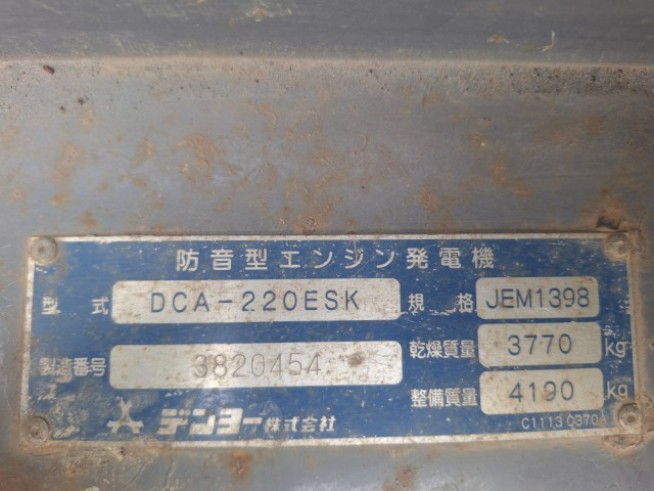 防音型エンジン発電機
型式 DCA-220ESK 規格 JEM1398
製造番号 3820454 乾燥質量 3770 kg
整備質量 4190 kg
デンヨー株式会社 C1113 0370